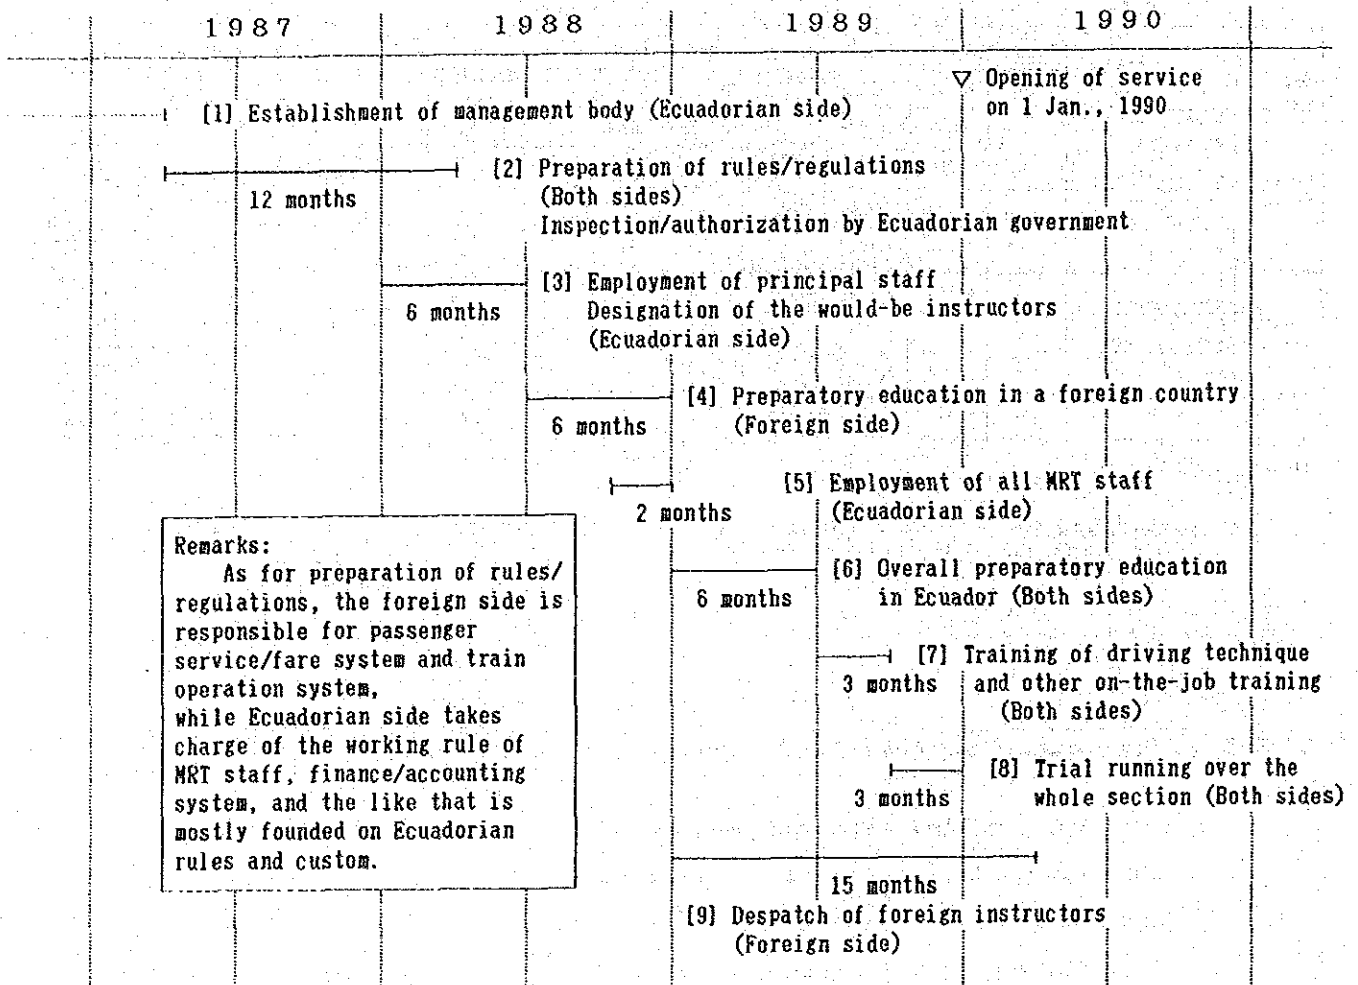 1987 1988 1989 1990
▽ Opening of service
on 1 Jan., 1990
[1] Establishment of management body (Ecuadorian side)
[2] Preparation of rules/regulations
12 months
(Both sides)
Inspection/authorization by Ecuadorian government
[3] Employment of principal staff
6 months
Designation of the would-be instructors
(Ecuadorian side)
[4] Preparatory education in a foreign country
6 months
(Foreign side)
[5] Employment of all MRT staff
2 months
(Ecuadorian side)
[6] Overall preparatory education
6 months
in Ecuador (Both sides)
[7] Training of driving technique
3 months
and other on-the-job training
(Both sides)
[8] Trial running over the
3 months
whole section (Both sides)
15 months
[9] Despatch of foreign instructors
(Foreign side)
Remarks:
As for preparation of rules/
regulations, the foreign side is
responsible for passenger
service/fare system and train
operation system,
while Ecuadorian side takes
charge of the working rule of
MRT staff, finance/accounting
system, and the like that is
mostly founded on Ecuadorian
rules and custom.